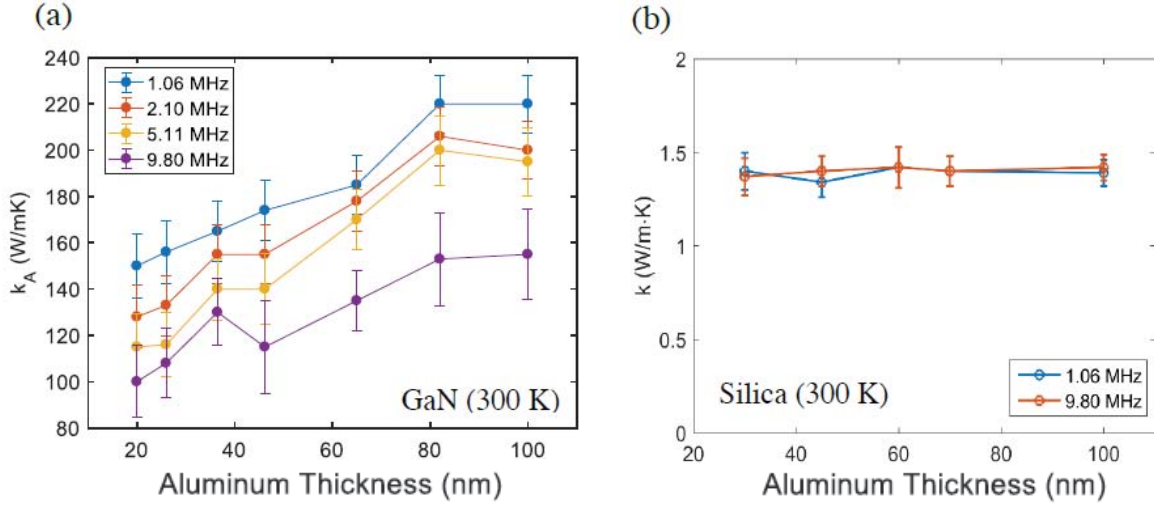 (a)
240
220
200
180
160
140
120
100
80
k_A (W/mK)
1.06 MHz
2.10 MHz
5.11 MHz
9.80 MHz
GaN (300 K)
20
40
60
80
100
Aluminum Thickness (nm)
(b)
2
1.5
1
0.5
0
k (W/m·K)
Silica (300 K)
1.06 MHz
9.80 MHz
20
40
60
80
100
Aluminum Thickness (nm)